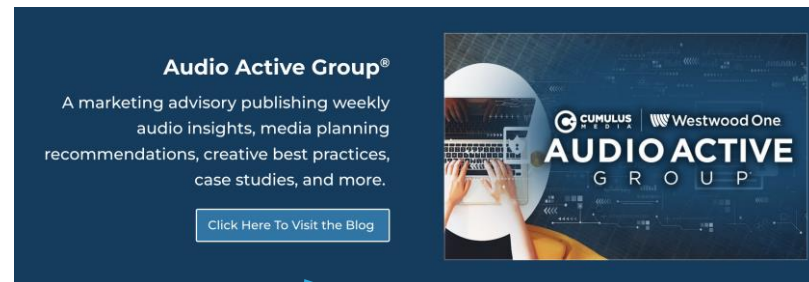 Audio Active Group®
A marketing advisory publishing weekly
audio insights, media planning
recommendations, creative best practices,
case studies, and more.
Click Here To Visit the Blog
CUMULUS MEDIA | Westwood One
AUDIO ACTIVE
GROUP